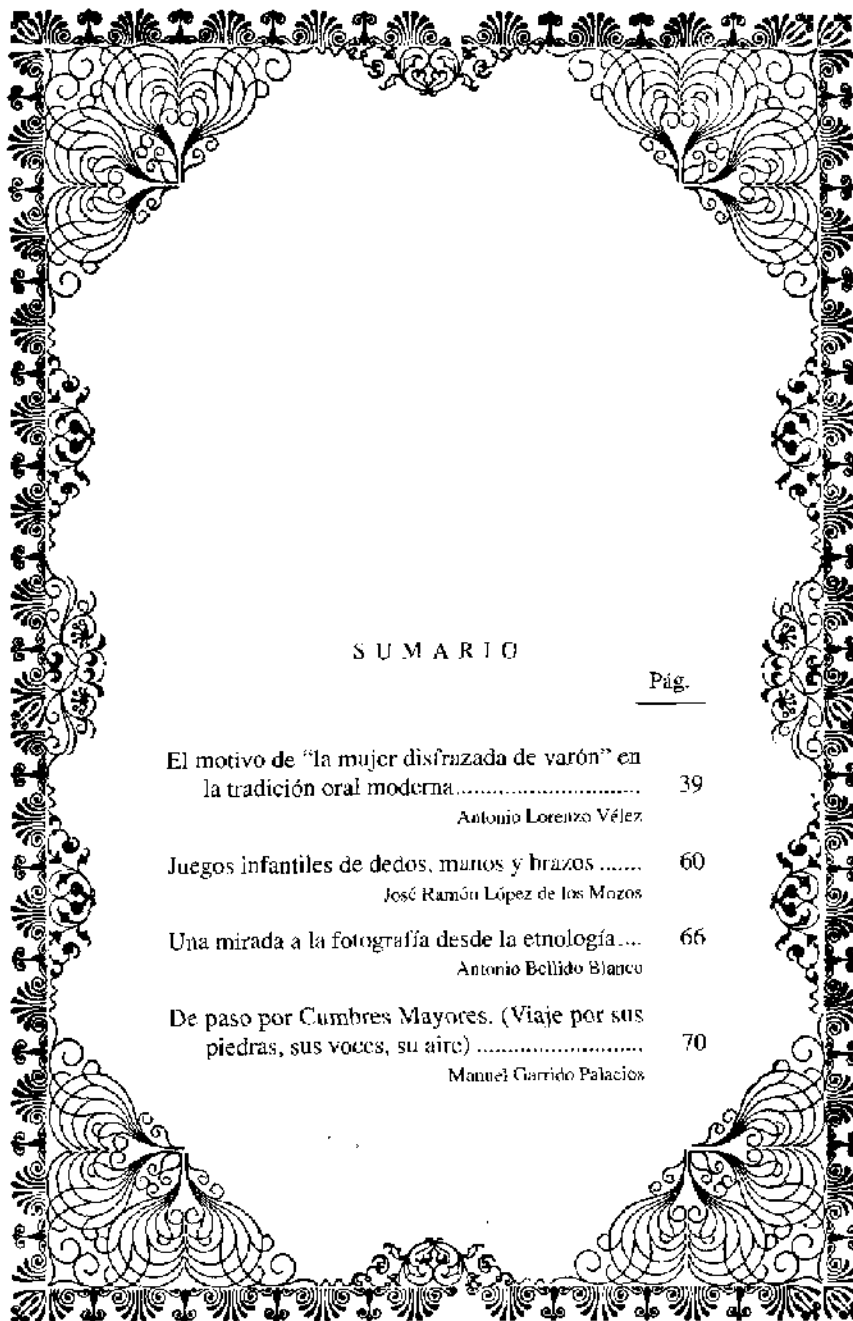 SUMARIO
Pág.
El motivo de “la mujer disfrazada de varón” en
la tradición oral moderna............................. 39
Antonio Lorenzo Vélez
Juegos infantiles de dedos, manos y brazos ....... 60
José Ramón López de los Mozos
Una mirada a la fotografía desde la etnología.... 66
Antonio Bellido Blanco
De paso por Cumbres Mayores. (Viaje por sus
piedras, sus voces, su aire) .......................... 70
Manuel Garrido Palacios